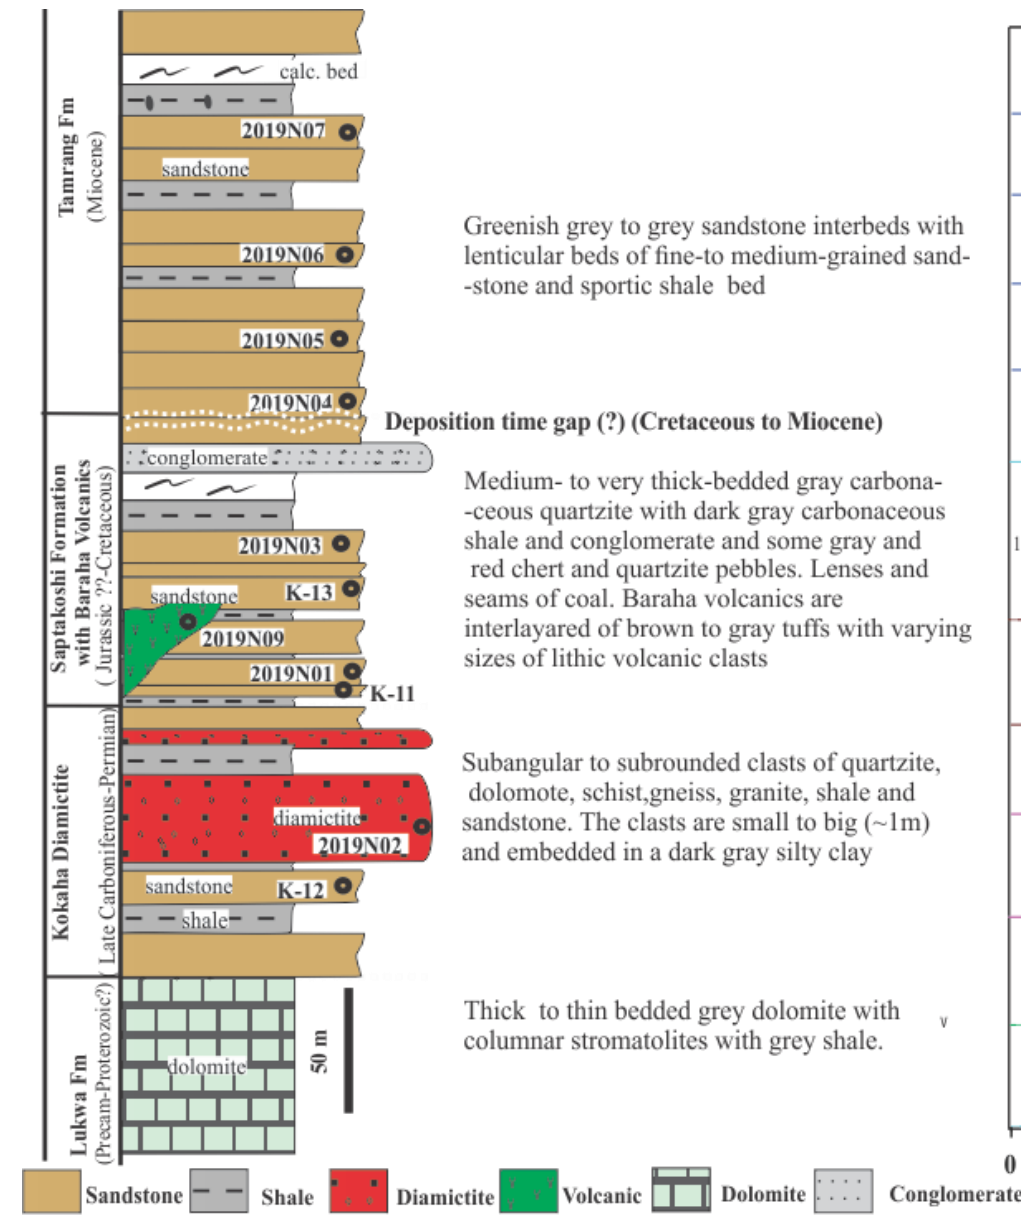 calc. bed
2019N07
sandstone
Tamrang Fm
(Miocene)
2019N06
Greenish grey to grey sandstone interbeds with
lenticular beds of fine-to medium-grained sand-
-stone and sportic shale bed
2019N05
2019N04
Deposition time gap (?) (Cretaceous to Miocene)
conglomerate
Saptakoshi Formation
with Baraha Volcanics
( Jurassic ??-Cretaceous)
2019N03
K-13
sandstone
2019N09
2019N01
K-11
Medium- to very thick-bedded gray carbona-
-ceous quartzite with dark gray carbonaceous
shale and conglomerate and some gray and
red chert and quartzite pebbles. Lenses and
seams of coal. Baraha volcanics are
interlayared of brown to gray tuffs with varying
sizes of lithic volcanic clasts
1
Kokaha Diamictite
( Late Carboniferous-Permian)
diamictite
2019N02
sandstone
K-12
shale
Subangular to subrounded clasts of quartzite,
dolomote, schist,gneiss, granite, shale and
sandstone. The clasts are small to big (~1m)
and embedded in a dark gray silty clay
Lukwa Fm
(Precam-Proterozoic?)
dolomite
50 m
Thick to thin bedded grey dolomite with
columnar stromatolites with grey shale.
v
0
Sandstone
Shale
Diamictite
Volcanic
Dolomite
Conglomerate